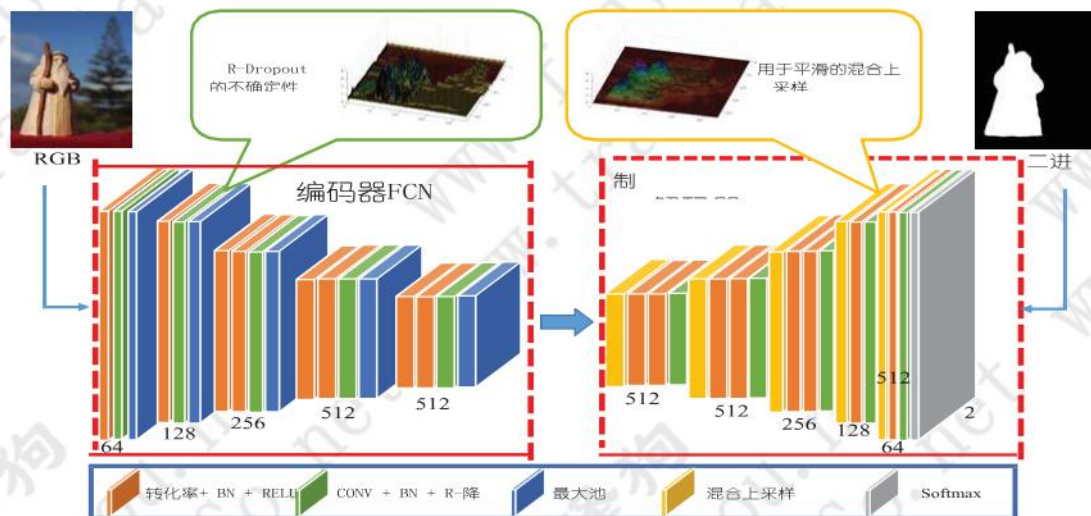 R-Dropout
的不确定性
用于平滑的混合上
采样
RGB
二进
编码器FCN
制
64
128
256
512
512
512
512
256
128
512
64
2
转化率+ BN + RELU
CONV + BN + R-降
最大池
混合上采样
Softmax